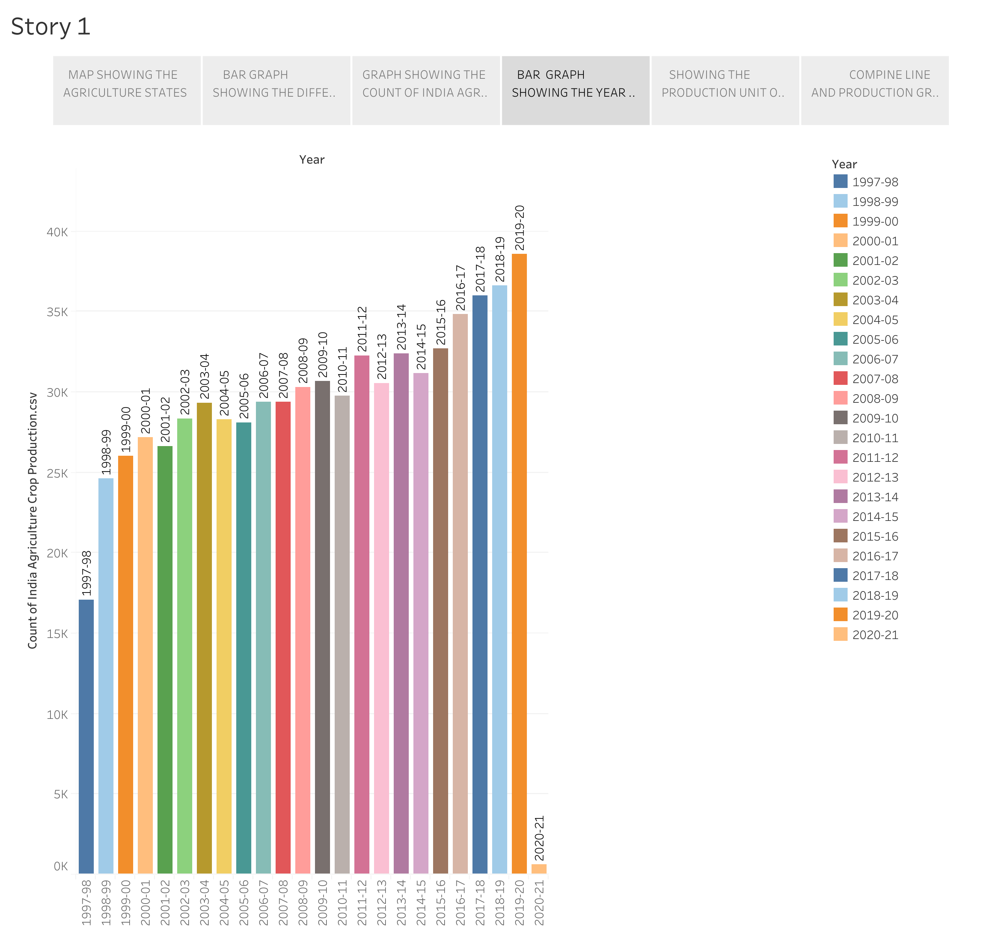 Story 1
MAP SHOWING THE
AGRICULTURE STATES
BAR GRAPH
SHOWING THE DIFFE..
GRAPH SHOWING THE
COUNT OF INDIA AGR..
BAR  GRAPH
SHOWING THE YEAR ..
SHOWING THE
PRODUCTION UNIT O..
COMPINE LINE
AND PRODUCTION GR..
Year
Count of India Agriculture Crop Production.csv
40K
35K
30K
25K
20K
15K
10K
5K
0K
1997-98
1998-99
1999-00
2000-01
2001-02
2002-03
2003-04
2004-05
2005-06
2006-07
2007-08
2008-09
2009-10
2010-11
2011-12
2012-13
2013-14
2014-15
2015-16
2016-17
2017-18
2018-19
2019-20
2020-21
1997-98
1998-99
1999-00
2000-01
2001-02
2002-03
2003-04
2004-05
2005-06
2006-07
2007-08
2008-09
2009-10
2010-11
2011-12
2012-13
2013-14
2014-15
2015-16
2016-17
2017-18
2018-19
2019-20
2020-21
Year
1997-98
1998-99
1999-00
2000-01
2001-02
2002-03
2003-04
2004-05
2005-06
2006-07
2007-08
2008-09
2009-10
2010-11
2011-12
2012-13
2013-14
2014-15
2015-16
2016-17
2017-18
2018-19
2019-20
2020-21